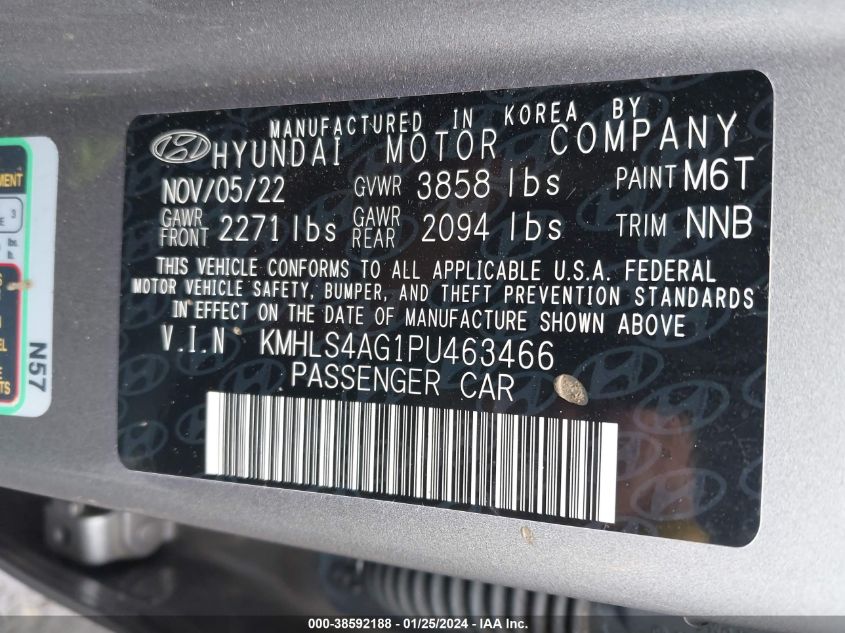 MANUFACTURED IN KOREA BY
HYUNDAI MOTOR COMPANY
NOV/05/22 GVWR 3858 lbs PAINT M6T
GAWR FRONT 2271 lbs GAWR REAR 2094 lbs TRIM NNB
THIS VEHICLE CONFORMS TO ALL APPLICABLE U.S.A. FEDERAL
MOTOR VEHICLE SAFETY, BUMPER, AND THEFT PREVENTION STANDARDS
IN EFFECT ON THE DATE OF MANUFACTURE SHOWN ABOVE
V.I.N KMHLS4AG1PU463466
PASSENGER CAR
3
lb.
N57
000-38592188 - 01/25/2024 - IAA Inc.